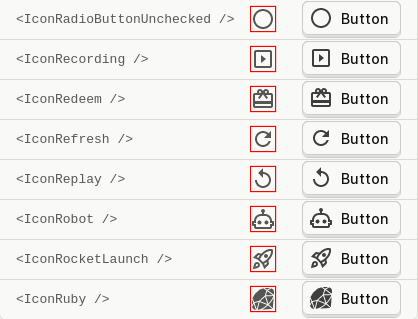 <IconRadioButtonUnchecked /> Button
<IconRecording /> Button
<IconRedeem /> Button
<IconRefresh /> Button
<IconReplay /> Button
<IconRobot /> Button
<IconRocketLaunch /> Button
<IconRuby /> Button